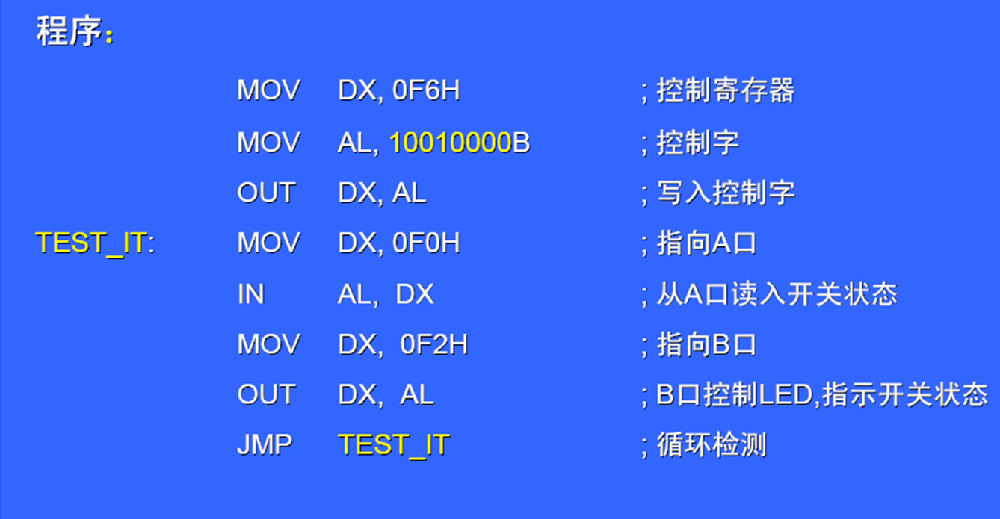 程序：
MOV DX, 0F6H ; 控制寄存器
MOV AL, 10010000B ; 控制字
OUT DX, AL ; 写入控制字
TEST_IT: MOV DX, 0F0H ; 指向A口
IN AL, DX ; 从A口读入开关状态
MOV DX, 0F2H ; 指向B口
OUT DX, AL ; B口控制LED,指示开关状态
JMP TEST_IT ; 循环检测